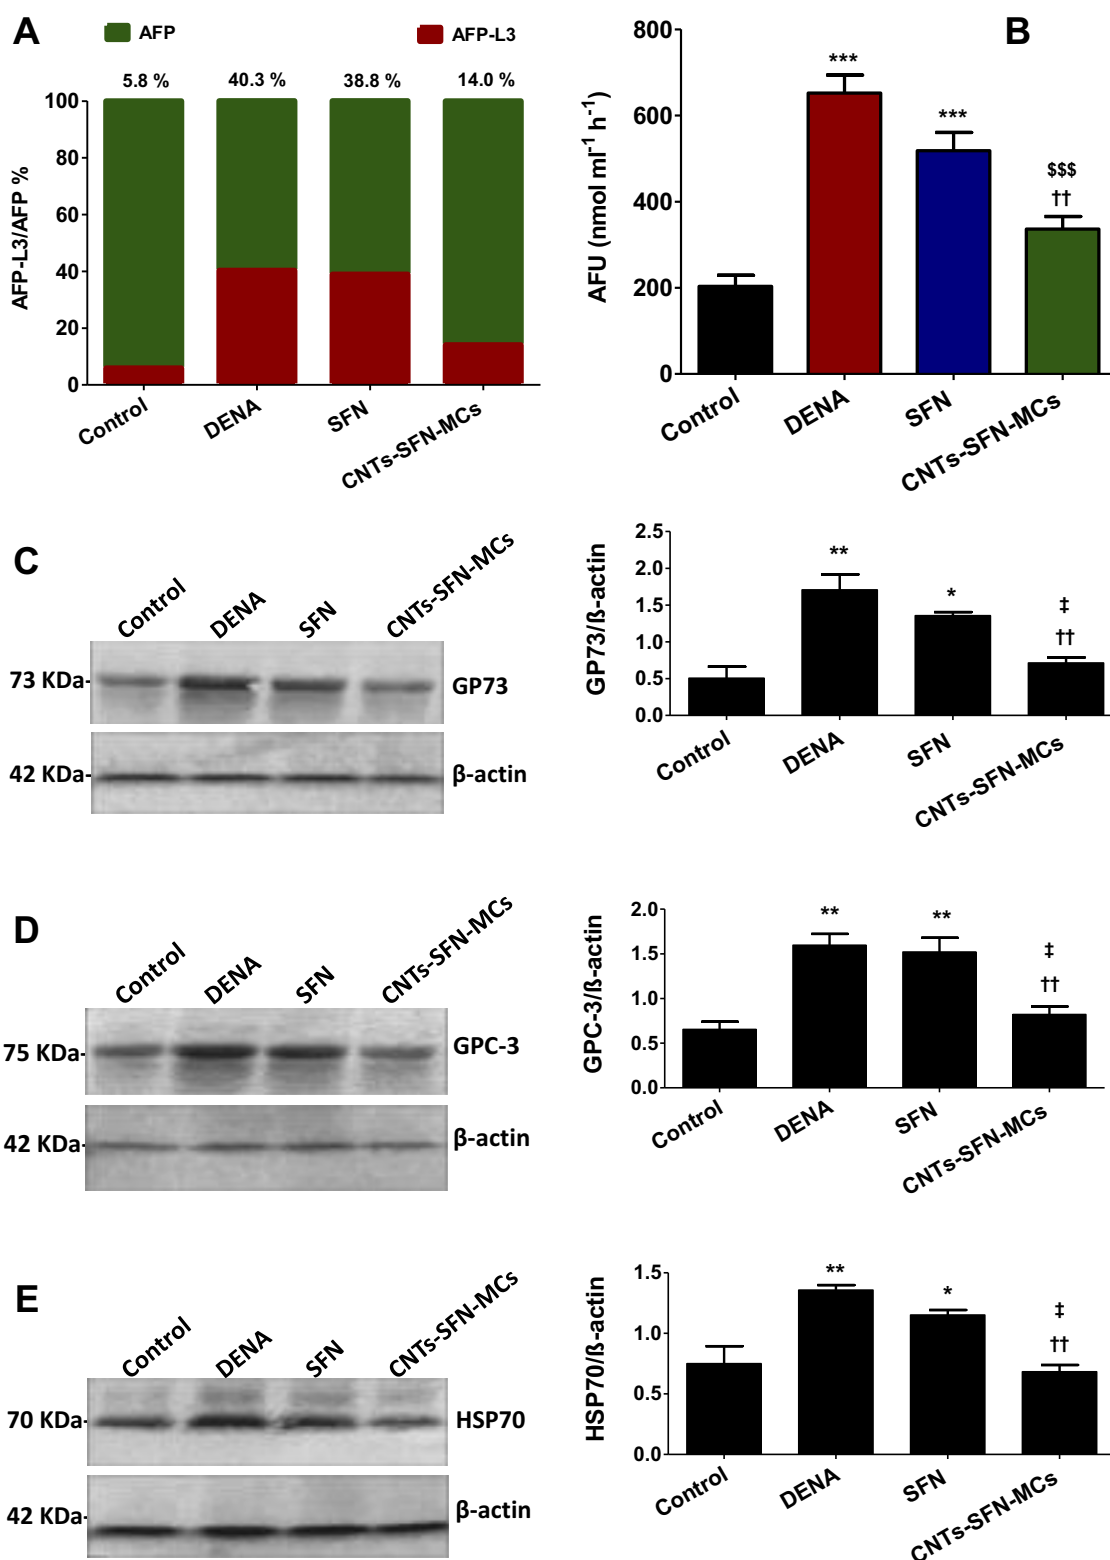 A
AFP
AFP-L3
5.8 %
40.3 %
38.8 %
14.0 %
AFP-L3/AFP %
100
80
60
40
20
0
Control
DENA
SFN
CNTs-SFN-MCs
B
AFU (nmol ml⁻¹ h⁻¹)
800
600
400
200
0
***
***
$$$
††
Control
DENA
SFN
CNTs-SFN-MCs
C
Control
DENA
SFN
CNTs-SFN-MCs
73 KDa-
GP73
42 KDa-
β-actin
GP73/ß-actin
2.5
2.0
1.5
1.0
0.5
0.0
**
*
‡
††
Control
DENA
SFN
CNTs-SFN-MCs
D
Control
DENA
SFN
CNTs-SFN-MCs
75 KDa-
GPC-3
42 KDa-
β-actin
GPC-3/ß-actin
2.0
1.5
1.0
0.5
0.0
**
**
‡
††
Control
DENA
SFN
CNTs-SFN-MCs
E
Control
DENA
SFN
CNTs-SFN-MCs
70 KDa-
HSP70
42 KDa-
β-actin
HSP70/ß-actin
1.5
1.0
0.5
0.0
**
*
‡
††
Control
DENA
SFN
CNTs-SFN-MCs